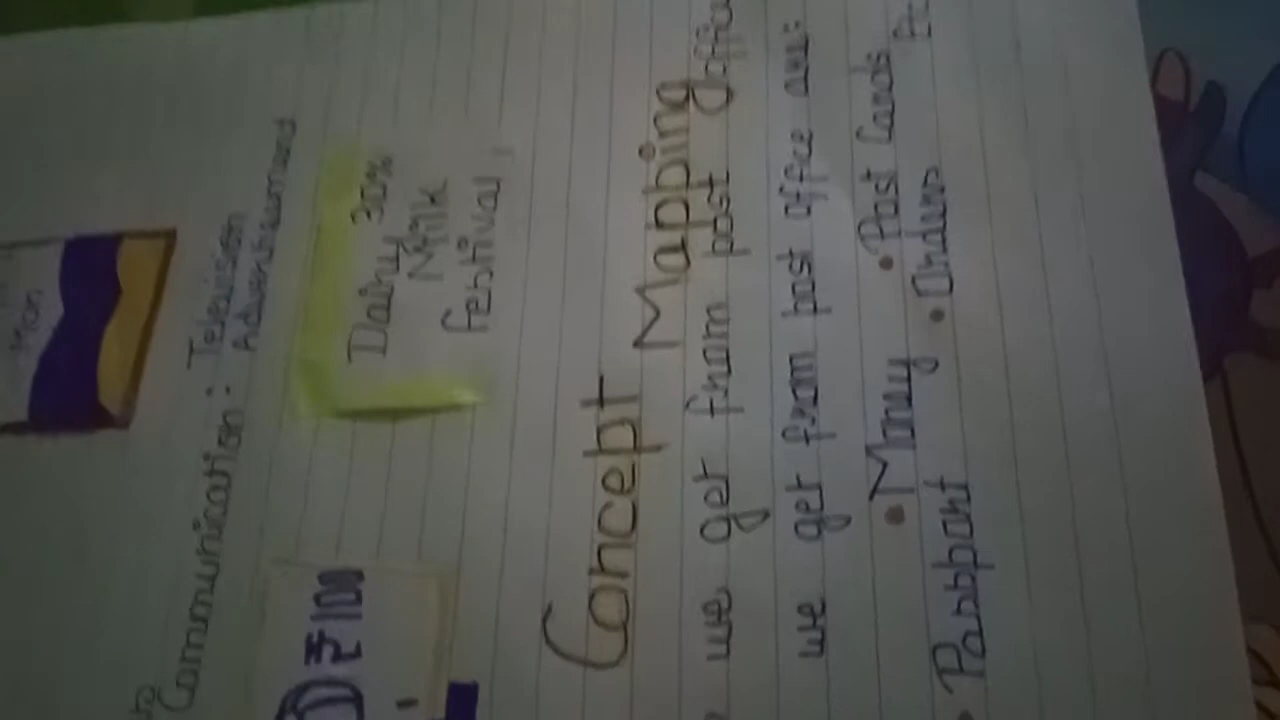 Communication : Television
Advertisement
₹ 100
Dairy 30%
Milk
festival
Concept Mapping
we get from post
we get from post office are:
• Money • Post Cards
• Passport • Orders